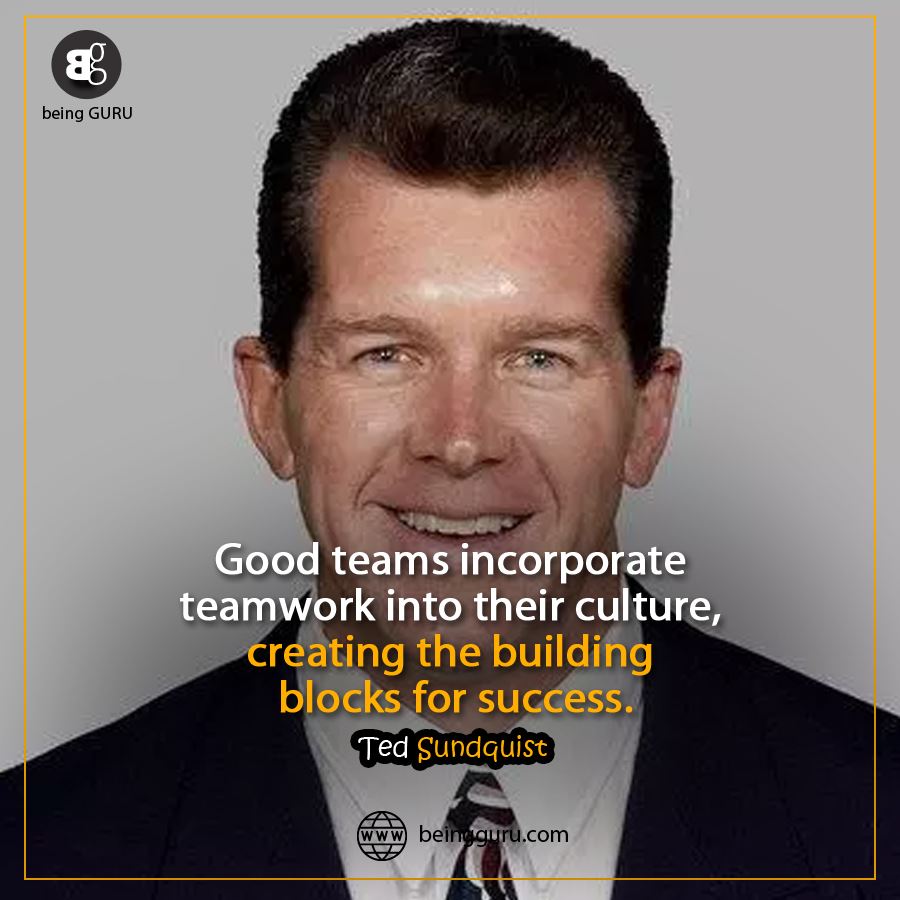 Bg
being GURU
Good teams incorporate
teamwork into their culture,
creating the building
blocks for success.
Ted Sundquist
www beingguru.com